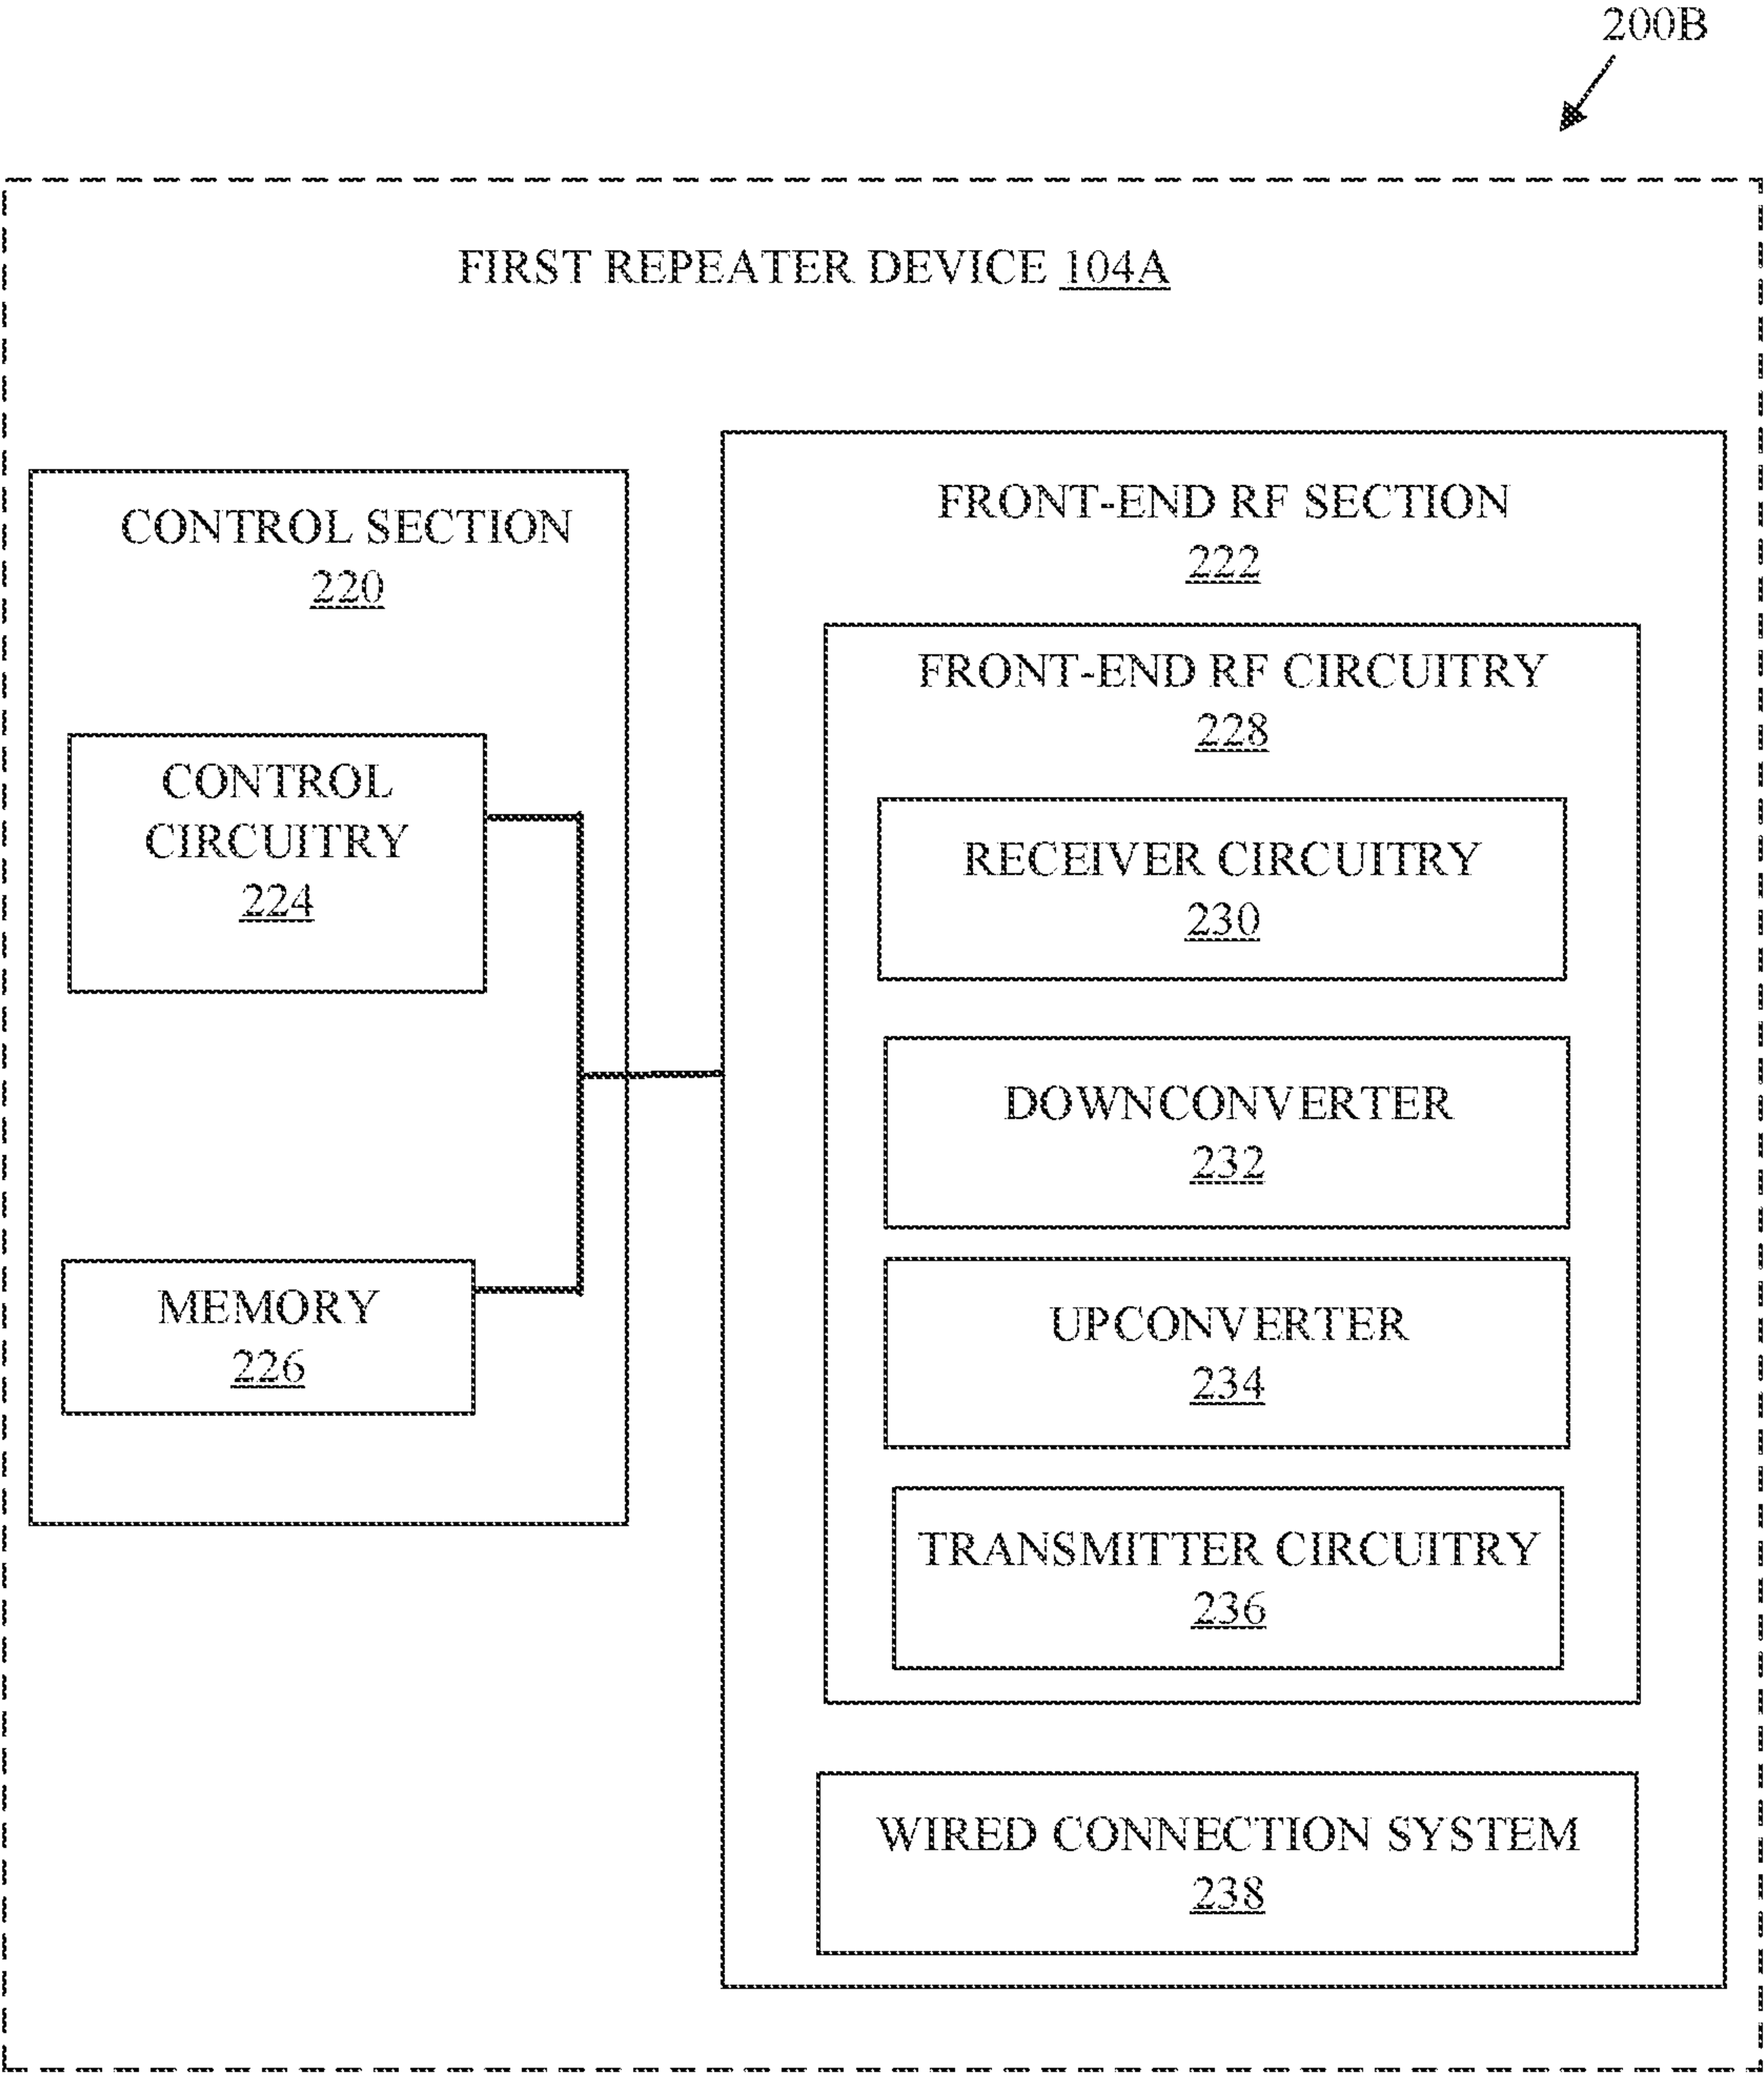 200B
FIRST REPEATER DEVICE 104A
CONTROL SECTION
220
CONTROL
CIRCUITRY
224
MEMORY
226
FRONT-END RF SECTION
222
FRONT-END RF CIRCUITRY
228
RECEIVER CIRCUITRY
230
DOWNCONVERTER
232
UPCONVERTER
234
TRANSMITTER CIRCUITRY
236
WIRED CONNECTION SYSTEM
238